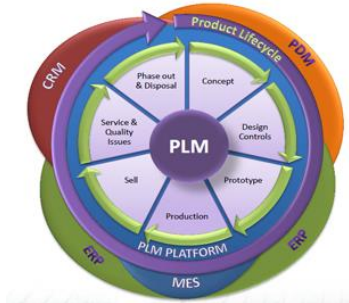 Product Lifecycle
PDM
CRM
Phase out
& Disposal
Concept
Service &
Quality
Issues
PLM
Design
Controls
Sell
Prototype
Production
PLM PLATFORM
ERP
ERP
MES